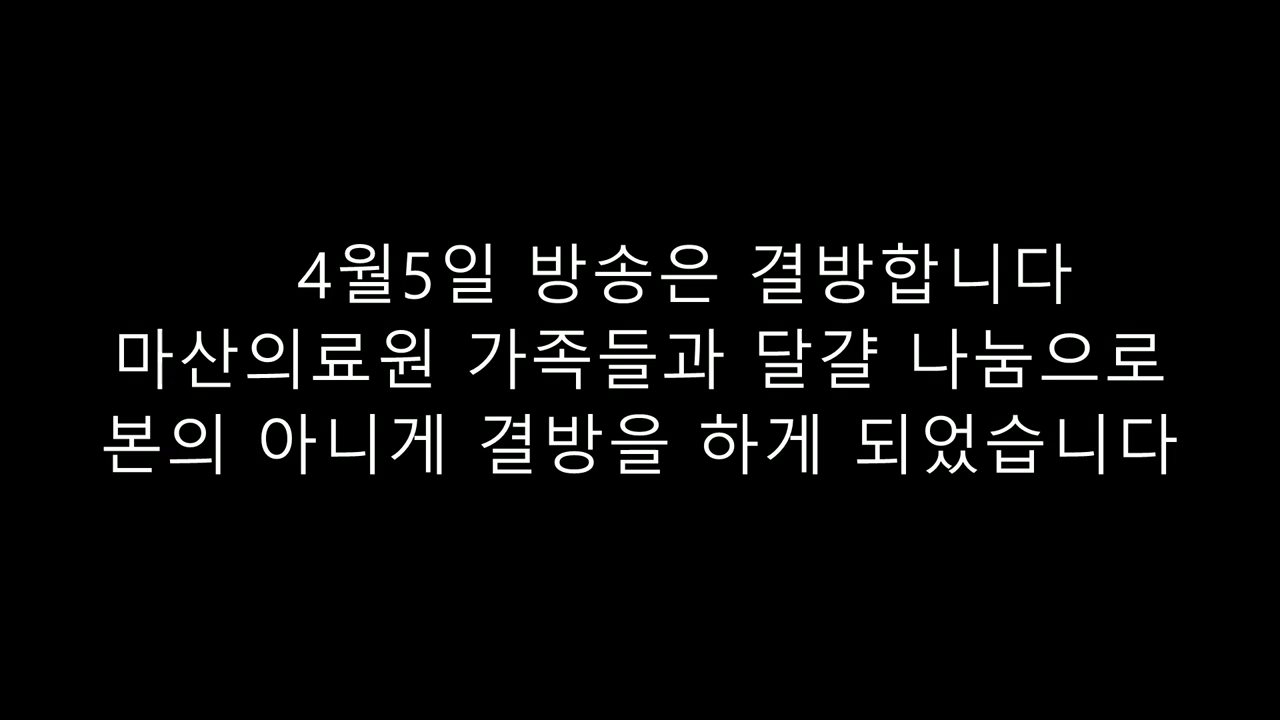 4월5일 방송은 결방합니다
마산의료원 가족들과 달걀 나눔으로
본의 아니게 결방을 하게 되었습니다